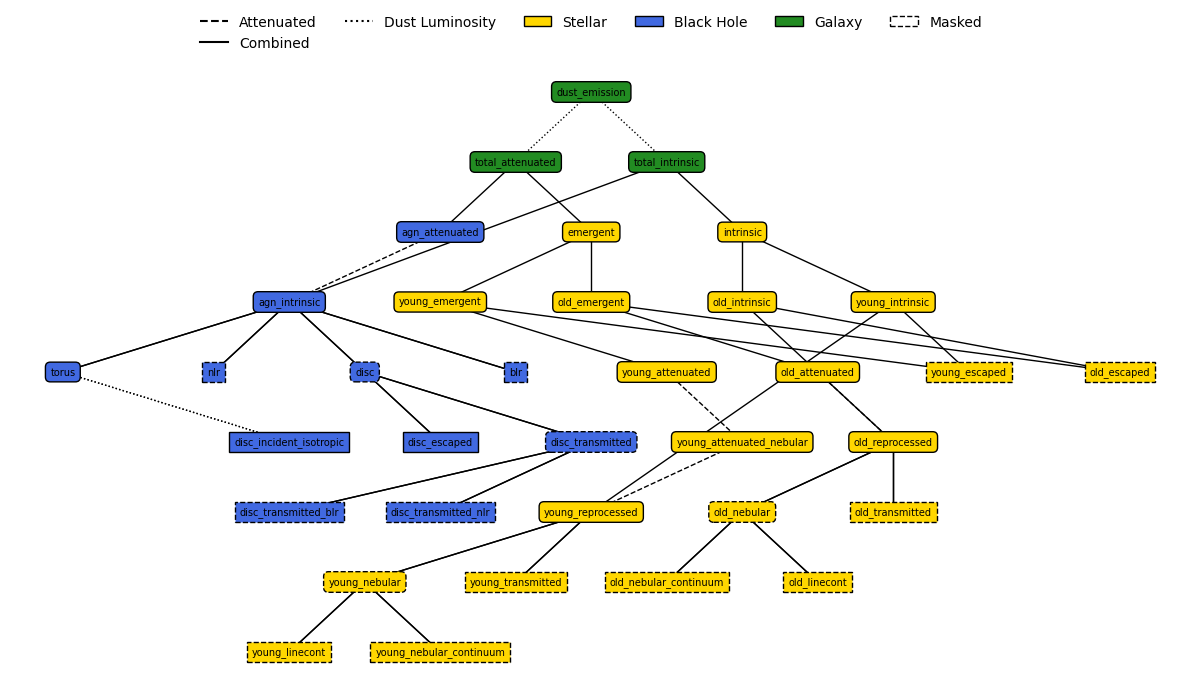 Attenuated Dust Luminosity Stellar Black Hole Galaxy Masked
Combined
dust_emission
total_attenuated total_intrinsic
agn_attenuated emergent intrinsic
agn_intrinsic young_emergent old_emergent old_intrinsic young_intrinsic
torus nlr disc blr young_attenuated old_attenuated young_escaped old_escaped
disc_incident_isotropic disc_escaped disc_transmitted young_attenuated_nebular old_reprocessed
disc_transmitted_blr disc_transmitted_nlr young_reprocessed old_nebular old_transmitted
young_nebular young_transmitted old_nebular_continuum old_linecont
young_linecont young_nebular_continuum